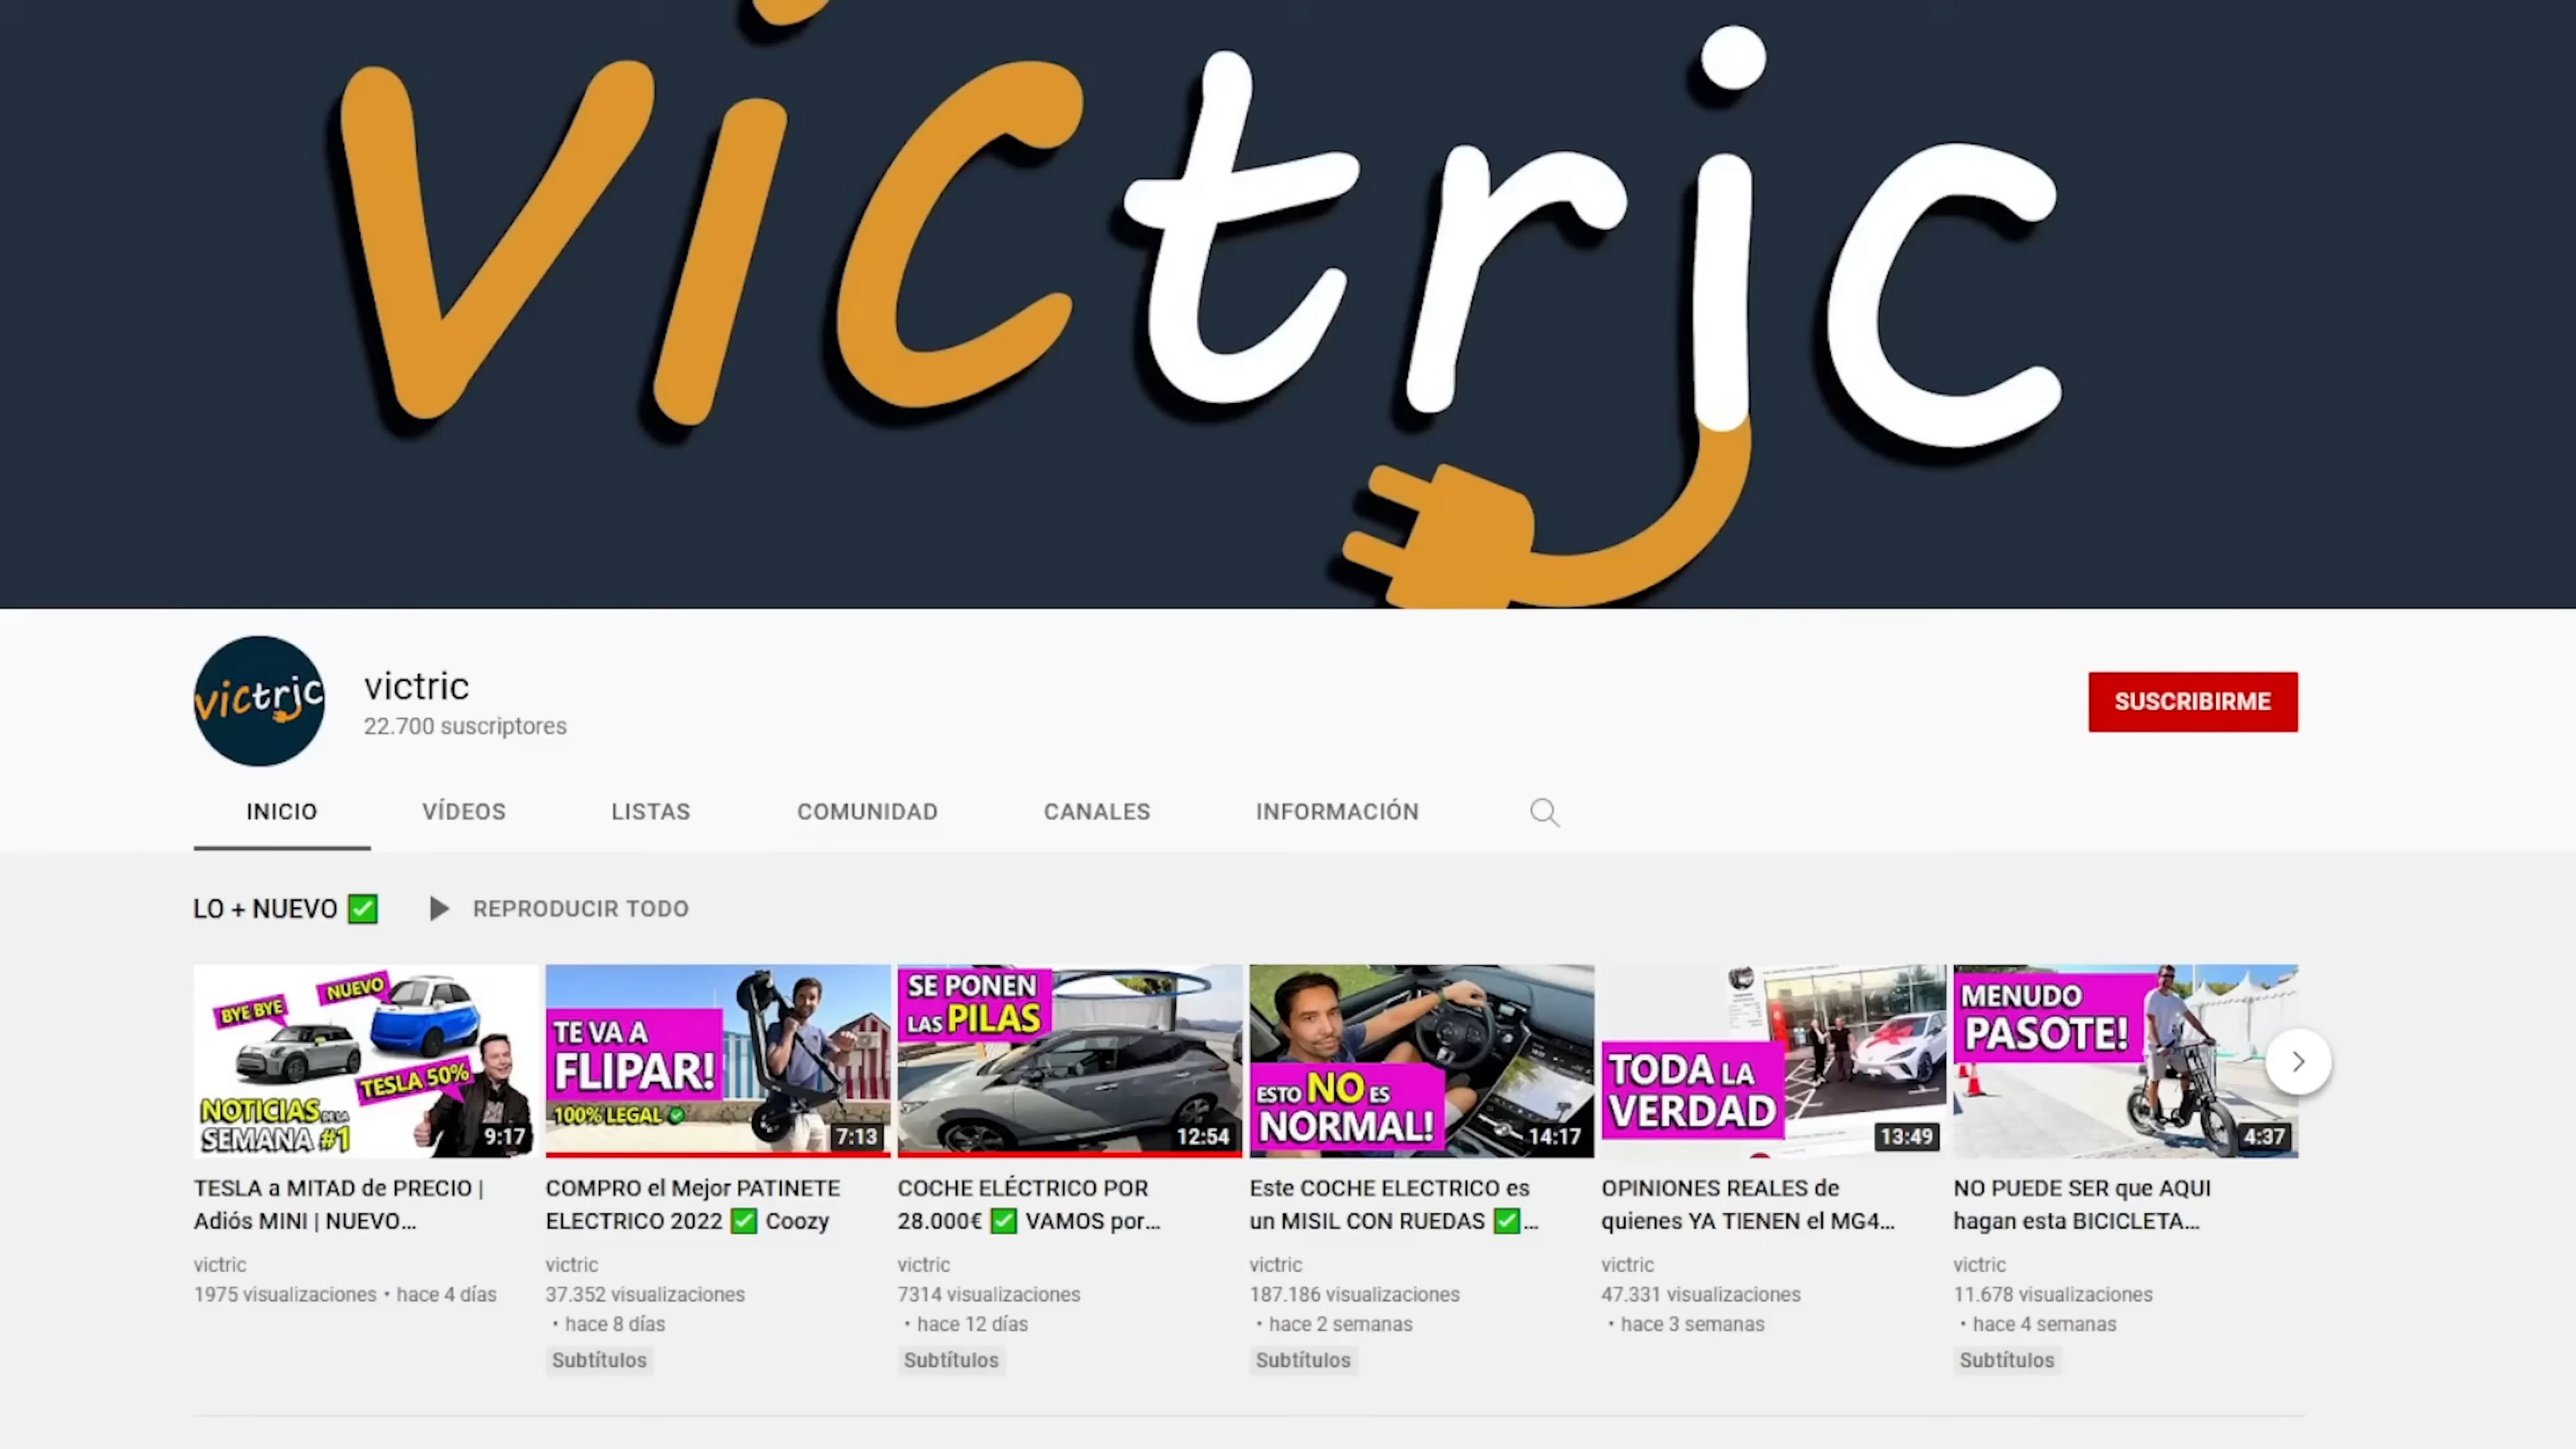 victric
victric
victric
22.700 suscriptores
SUSCRIBIRME
INICIO VÍDEOS LISTAS COMUNIDAD CANALES INFORMACIÓN
LO + NUEVO ✅ REPRODUCIR TODO
BYE BYE
NUEVO
TESLA 50%
NOTICIAS DE LA
SEMANA #1
9:17
TE VA A
FLIPAR!
100% LEGAL
7:13
SE PONEN
LAS PILAS
12:54
ESTO NO ES
NORMAL!
14:17
TODA LA
VERDAD
13:49
MENUDO
PASOTE!
4:37
TESLA a MITAD de PRECIO |
Adiós MINI | NUEVO...
victric
1975 visualizaciones • hace 4 días
COMPRO el Mejor PATINETE
ELECTRICO 2022 ✅ Coozy
victric
37.352 visualizaciones
• hace 8 días
Subtítulos
COCHE ELÉCTRICO POR
28.000€ ✅ VAMOS por...
victric
7314 visualizaciones
• hace 12 días
Subtítulos
Este COCHE ELECTRICO es
un MISIL CON RUEDAS ✅...
victric
187.186 visualizaciones
• hace 2 semanas
Subtítulos
OPINIONES REALES de
quienes YA TIENEN el MG4...
victric
47.331 visualizaciones
• hace 3 semanas
NO PUEDE SER que AQUI
hagan esta BICICLETA...
victric
11.678 visualizaciones
• hace 4 semanas
Subtítulos